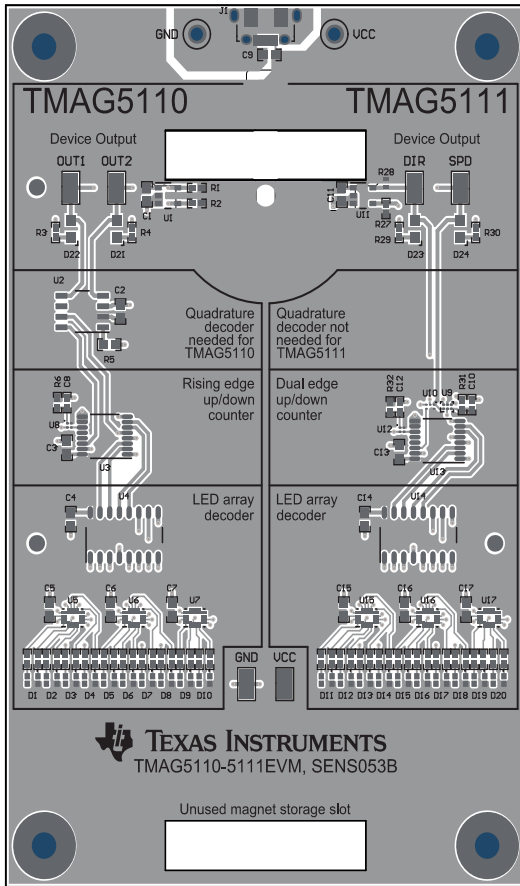 J1
GND VCC
C9
TMAG5110 TMAG5111
Device Output Device Output
OUT1 OUT2 DIR SPD
R1
R2
C1
U1
R28
C11
U11
R27
R3 R4 R29 R30
D22 D21 D23 D24
U2
C2
R5
Quadrature
decoder
needed for
TMAG5110
Quadrature
decoder not
needed for
TMAG5111
Rising edge
up/down
counter
Dual edge
up/down
counter
R6 C8
U8
C3
U3
R32 C12
U10 U9
R31 C10
U12
C13
U13
C4 U4
LED array
decoder
LED array
decoder
C14 U14
C5 U5 C6 U6 C7 U7
C15 U15 C16 U16 C17 U17
D1 D2 D3 D4 D5 D6 D7 D8 D9 D10
D11 D12 D13 D14 D15 D16 D17 D18 D19 D20
GND VCC
TEXAS INSTRUMENTS
TMAG5110-5111EVM, SENS053B
Unused magnet storage slot